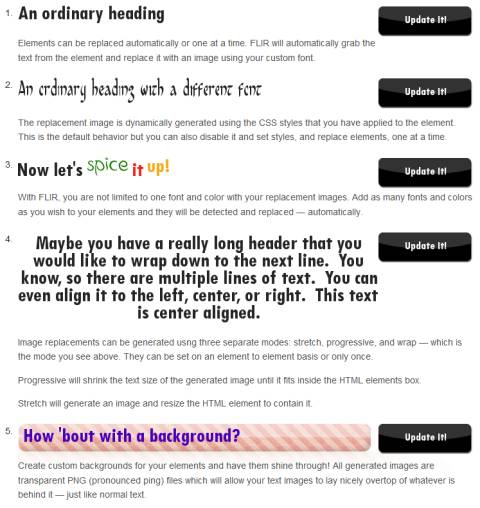 1. An ordinary heading
Update It!
Elements can be replaced automatically or one at a time. FLIR will automatically grab the
text from the element and replace it with an image using your custom font.
2. An ordinary heading with a different font
Update It!
The replacement image is dynamically generated using the CSS styles that you have applied to the element.
This is the default behavior but you can also disable it and set styles, and replace elements, one at a time.
3. Now let's spice it up!
Update It!
With FLIR, you are not limited to one font and color with your replacement images. Add as many fonts and colors
as you wish to your elements and they will be detected and replaced — automatically.
4. Maybe you have a really long header that you
would like to wrap down to the next line. You
know, so there are multiple lines of text. You can
even align it to the left, center, or right. This text
is center aligned.
Update It!
Image replacements can be generated usng three separate modes: stretch, progressive, and wrap — which is
the mode you see above. They can be set on an element to element basis or only once.
Progressive will shrink the text size of the generated image until it fits inside the HTML elements box.
Stretch will generate an image and resize the HTML element to contain it.
5. How 'bout with a background?
Update It!
Create custom backgrounds for your elements and have them shine through! All generated images are
transparent PNG (pronounced ping) files which will allow your text images to lay nicely overtop of whatever is
behind it — just like normal text.